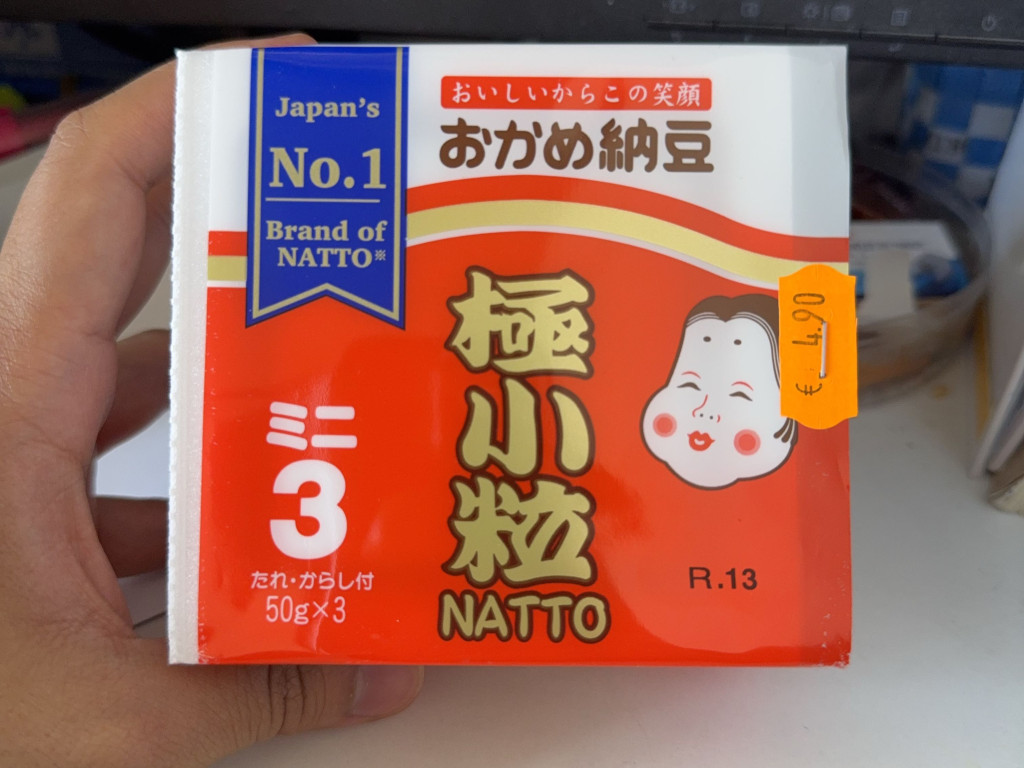 Japan's
No.1
Brand of
NATTO※
おいしいからこの笑顔
おかめ納豆
極小粒
NATTO
ミニ
3
たれ・からし付
50g×3
€ 4.90
R.13